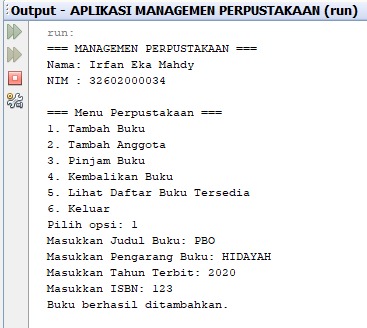 Output - APLIKASI MANAGEMEN PERPUSTAKAAN (run)
run:
=== MANAGEMEN PERPUSTAKAAN ===
Nama: Irfan Eka Mahdy
NIM : 32602000034
=== Menu Perpustakaan ===
1. Tambah Buku
2. Tambah Anggota
3. Pinjam Buku
4. Kembalikan Buku
5. Lihat Daftar Buku Tersedia
6. Keluar
Pilih opsi: 1
Masukkan Judul Buku: PBO
Masukkan Pengarang Buku: HIDAYAH
Masukkan Tahun Terbit: 2020
Masukkan ISBN: 123
Buku berhasil ditambahkan.